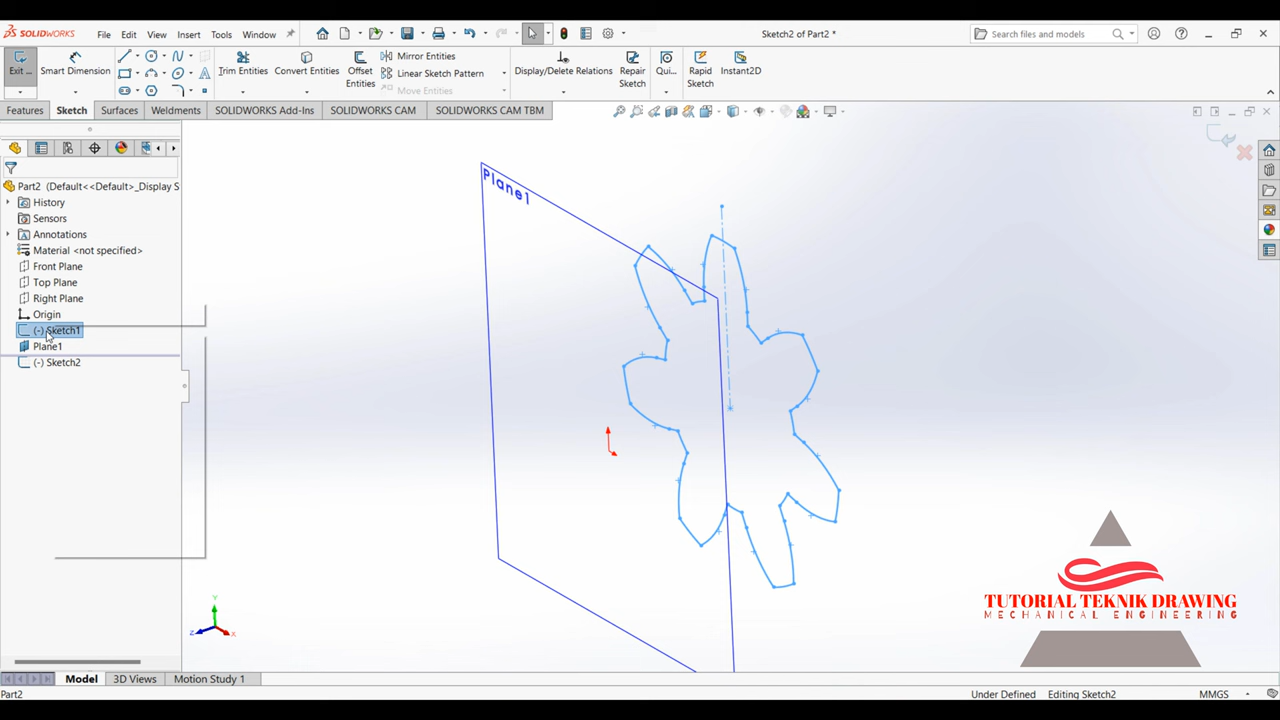 SOLIDWORKS
File Edit View Insert Tools Window
Sketch2 of Part2 *
Search files and models
Exit ...
Smart Dimension
Trim Entities
Convert Entities
Offset Entities
Mirror Entities
Linear Sketch Pattern
Move Entities
Display/Delete Relations
Repair Sketch
Qui...
Rapid Sketch
Instant2D
Features Sketch Surfaces Weldments SOLIDWORKS Add-Ins SOLIDWORKS CAM SOLIDWORKS CAM TBM
Part2 (Default<<Default>_Display S
History
Sensors
Annotations
Material <not specified>
Front Plane
Top Plane
Right Plane
Origin
(-) Sketch1
Plane1
(-) Sketch2
Plane1
Y
Z
X
TUTORIAL TEKNIK DRAWING
MECHANICAL ENGINEERING
Model 3D Views Motion Study 1
Part2
Under Defined Editing Sketch2 MMGS